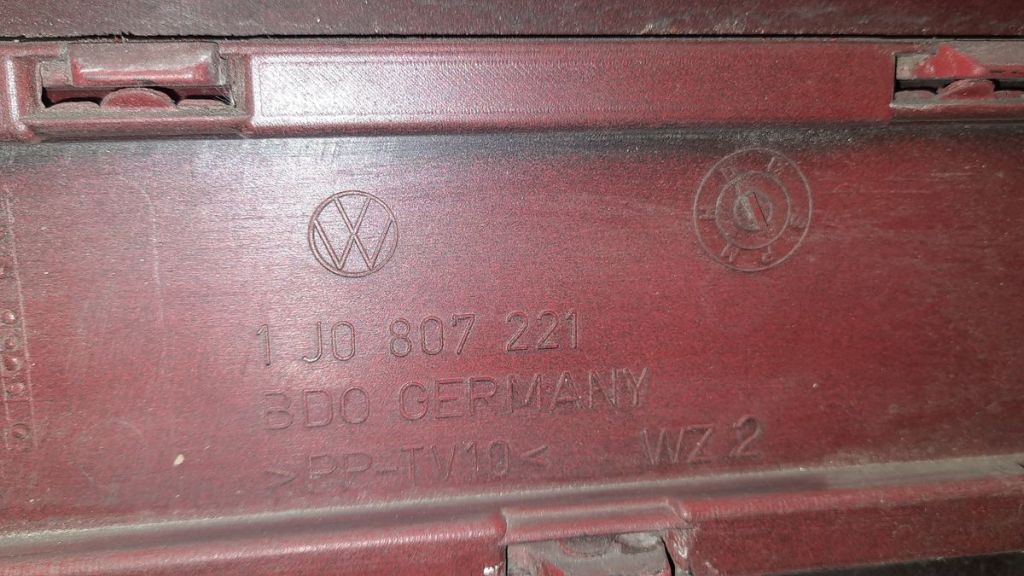 1 J0 807 221
BDO GERMANY
>PP-TV10< WZ 2